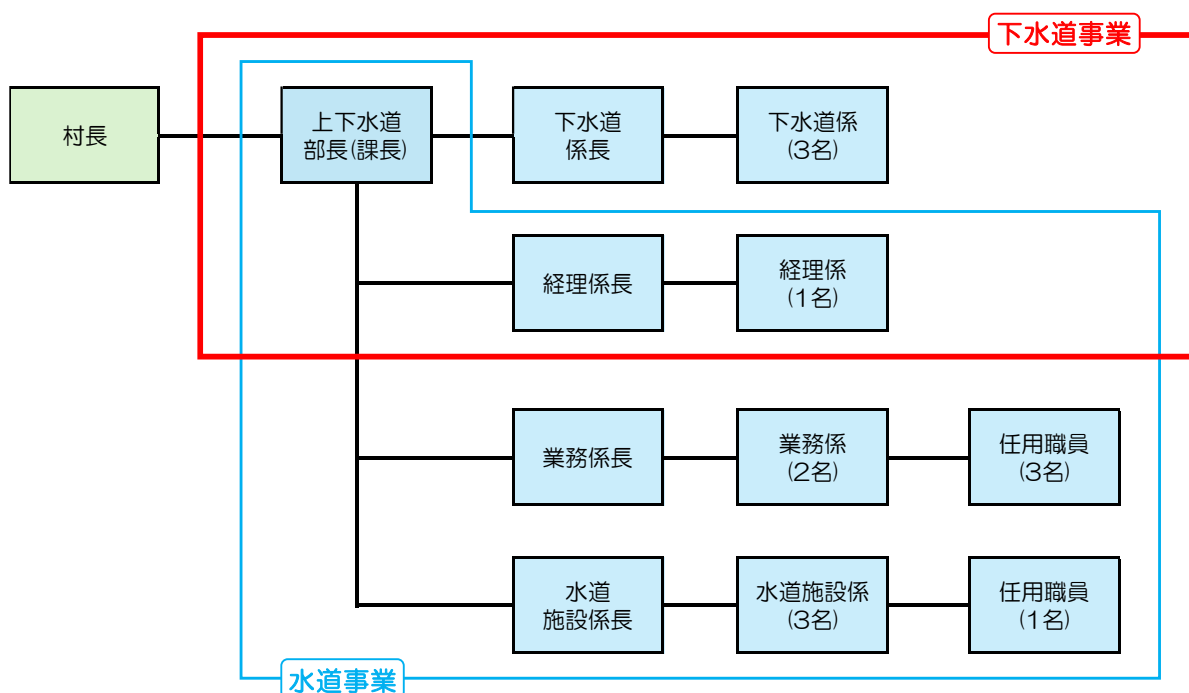 下水道事業
村長
上下水道
部長(課長)
下水道
係長
下水道係
(3名)
経理係長
経理係
(1名)
業務係長
業務係
(2名)
任用職員
(3名)
水道
施設係長
水道施設係
(3名)
任用職員
(1名)
水道事業